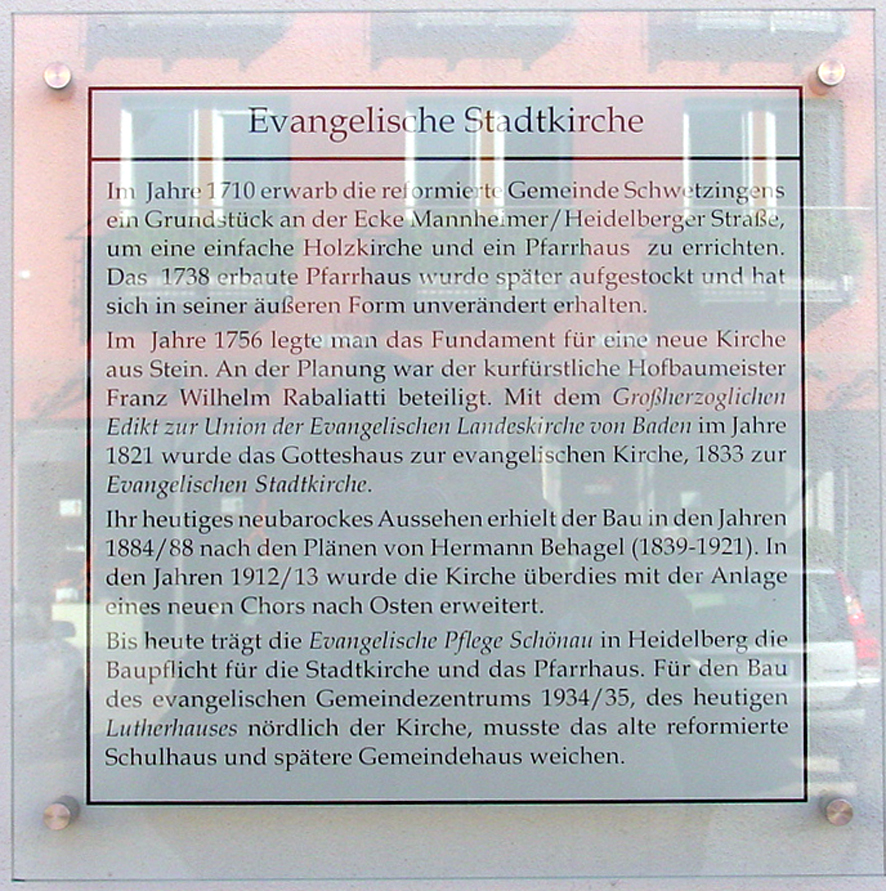 Evangelische Stadtkirche
Im Jahre 1710 erwarb die reformierte Gemeinde Schwetzingens
ein Grundstück an der Ecke Mannheimer/Heidelberger Straße,
um eine einfache Holzkirche und ein Pfarrhaus zu errichten.
Das 1738 erbaute Pfarrhaus wurde später aufgestockt und hat
sich in seiner äußeren Form unverändert erhalten.
Im Jahre 1756 legte man das Fundament für eine neue Kirche
aus Stein. An der Planung war der kurfürstliche Hofbaumeister
Franz Wilhelm Rabaliatti beteiligt. Mit dem Großherzoglichen
Edikt zur Union der Evangelischen Landeskirche von Baden im Jahre
1821 wurde das Gotteshaus zur evangelischen Kirche, 1833 zur
Evangelischen Stadtkirche.
Ihr heutiges neubarockes Aussehen erhielt der Bau in den Jahren
1884/88 nach den Plänen von Hermann Behagel (1839-1921). In
den Jahren 1912/13 wurde die Kirche überdies mit der Anlage
eines neuen Chors nach Osten erweitert.
Bis heute trägt die Evangelische Pflege Schönau in Heidelberg die
Baupflicht für die Stadtkirche und das Pfarrhaus. Für den Bau
des evangelischen Gemeindezentrums 1934/35, des heutigen
Lutherhauses nördlich der Kirche, musste das alte reformierte
Schulhaus und spätere Gemeindehaus weichen.